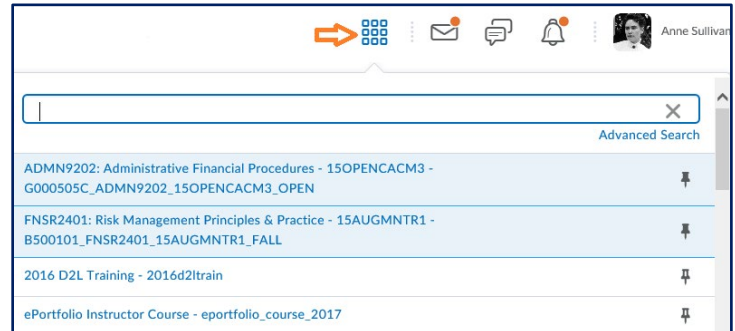 Anne Sullivan
Advanced Search
ADMN9202: Administrative Financial Procedures - 15OPENCACM3 -
G000505C_ADMN9202_15OPENCACM3_OPEN
FNSR2401: Risk Management Principles & Practice - 15AUGMNTR1 -
B500101_FNSR2401_15AUGMNTR1_FALL
2016 D2L Training - 2016d2ltrain
ePortfolio Instructor Course - eportfolio_course_2017